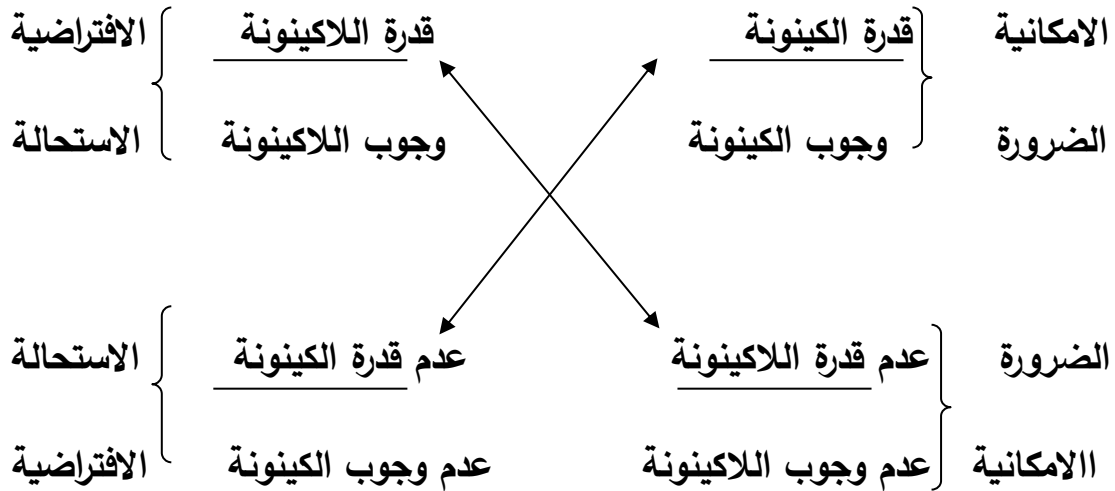 الامكانية قدرة الكينونة قدرة اللاكينونة الافتراضية
الضرورة وجوب الكينونة وجوب اللاكينونة الاستحالة
الضرورة عدم قدرة اللاكينونة عدم قدرة الكينونة الاستحالة
االامكانية عدم وجوب اللاكينونة عدم وجوب الكينونة الافتراضية